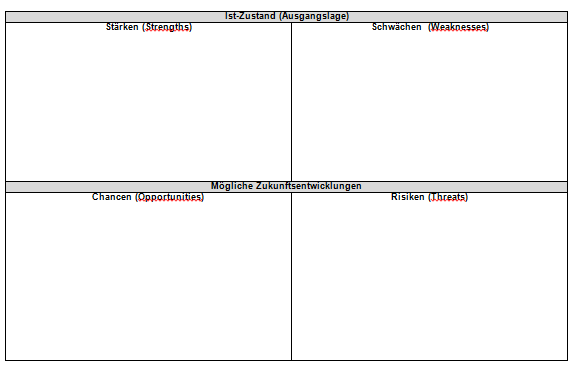 Ist-Zustand (Ausgangslage)
Stärken (Strengths)
Schwächen  (Weaknesses)
Mögliche Zukunftsentwicklungen
Chancen (Opportunities)
Risiken (Threats)